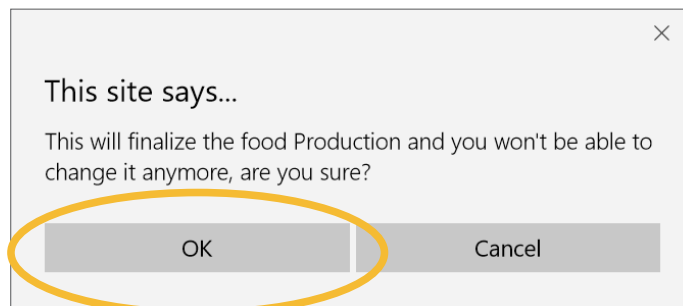 This site says...
This will finalize the food Production and you won't be able to
change it anymore, are you sure?
OK Cancel